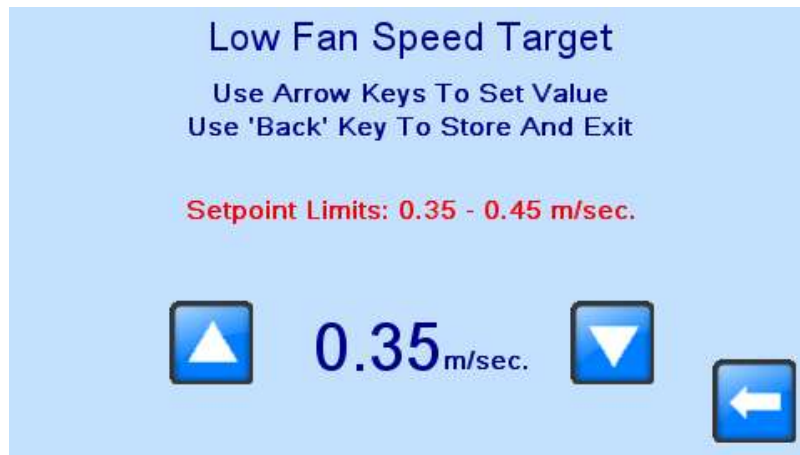 Low Fan Speed Target
Use Arrow Keys To Set Value
Use 'Back' Key To Store And Exit
Setpoint Limits: 0.35 - 0.45 m/sec.
0.35 m/sec.